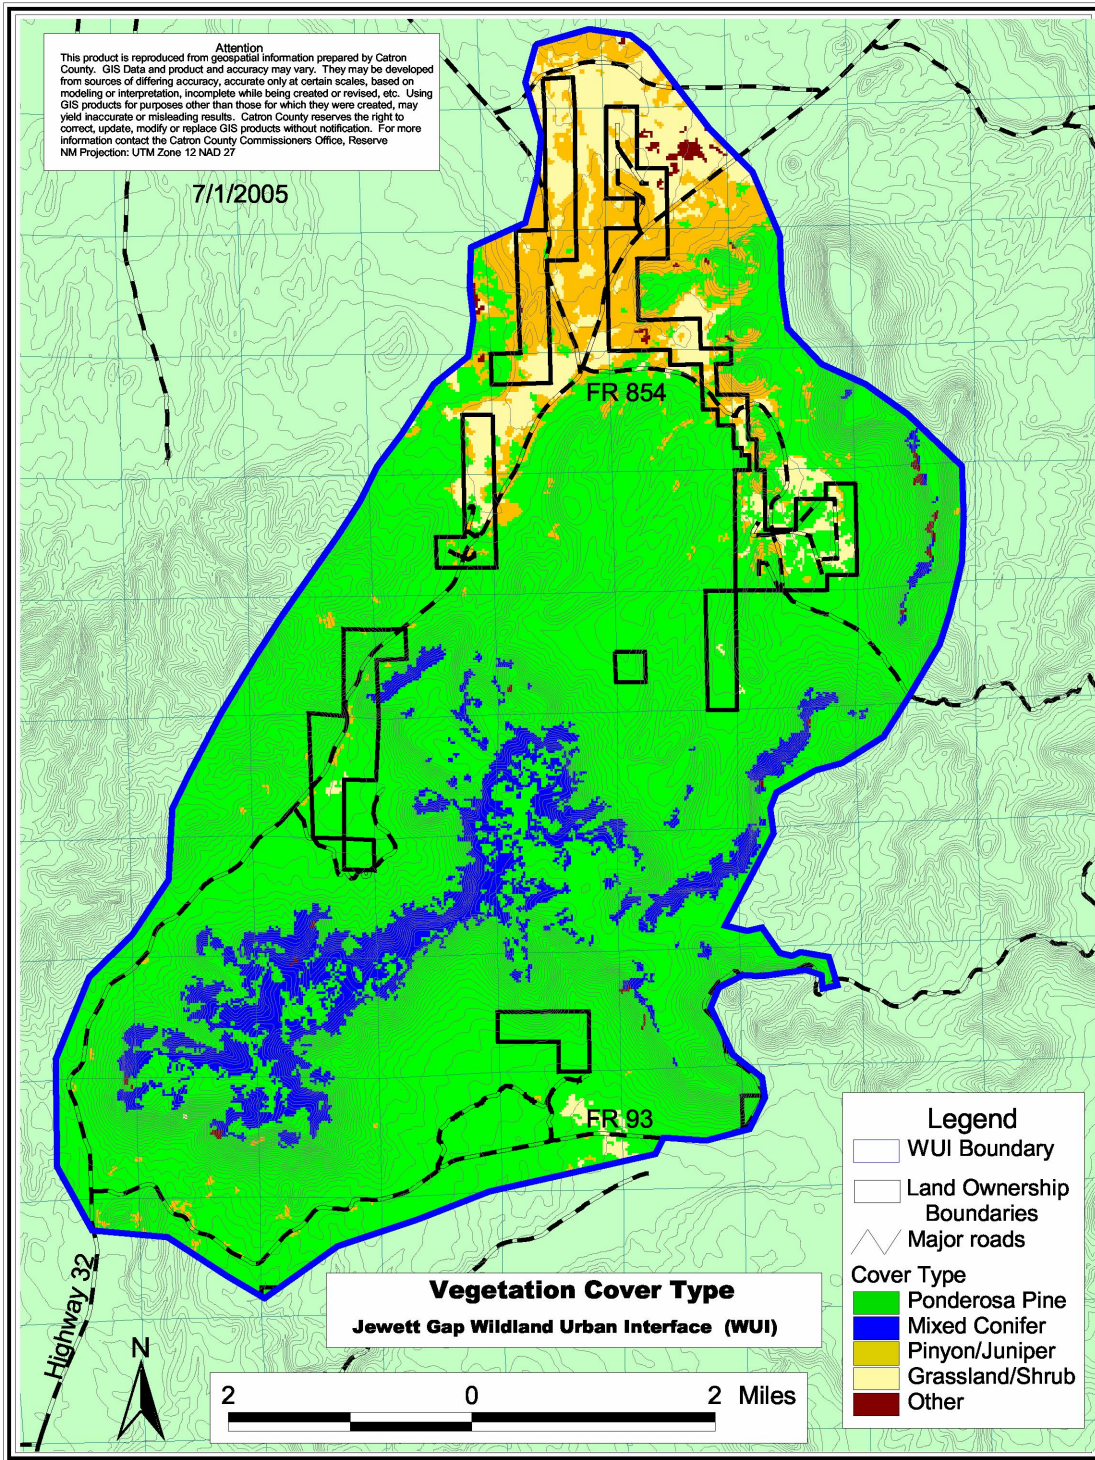 Attention
This product is reproduced from geospatial information prepared by Catron
County.  GIS Data and product and accuracy may vary.  They may be developed
from sources of differing accuracy, accurate only at certain scales, based on
modeling or interpretation, incomplete while being created or revised, etc.  Using
GIS products for purposes other than those for which they were created, may
yield inaccurate or misleading results.  Catron County reserves the right to
correct, update, modify or replace GIS products without notification.  For more
information contact the Catron County Commissioners Office, Reserve
NM Projection: UTM Zone 12 NAD 27
7/1/2005
FR 854
FR 93
Highway 32
N
Vegetation Cover Type
Jewett Gap Wildland Urban Interface (WUI)
2 0 2 Miles
Legend
WUI Boundary
Land Ownership
Boundaries
Major roads
Cover Type
Ponderosa Pine
Mixed Conifer
Pinyon/Juniper
Grassland/Shrub
Other